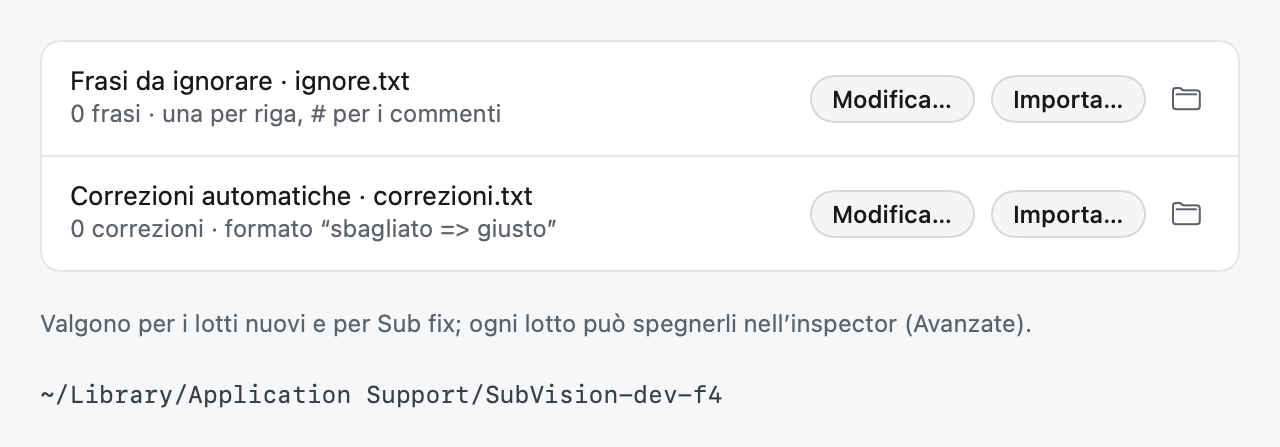 Frasi da ignorare · ignore.txt
0 frasi · una per riga, # per i commenti
Modifica...
Importa...
Correzioni automatiche · correzioni.txt
0 correzioni · formato “sbagliato => giusto”
Modifica...
Importa...
Valgono per i lotti nuovi e per Sub fix; ogni lotto può spegnerli nell’inspector (Avanzate).
~/Library/Application Support/SubVision-dev-f4